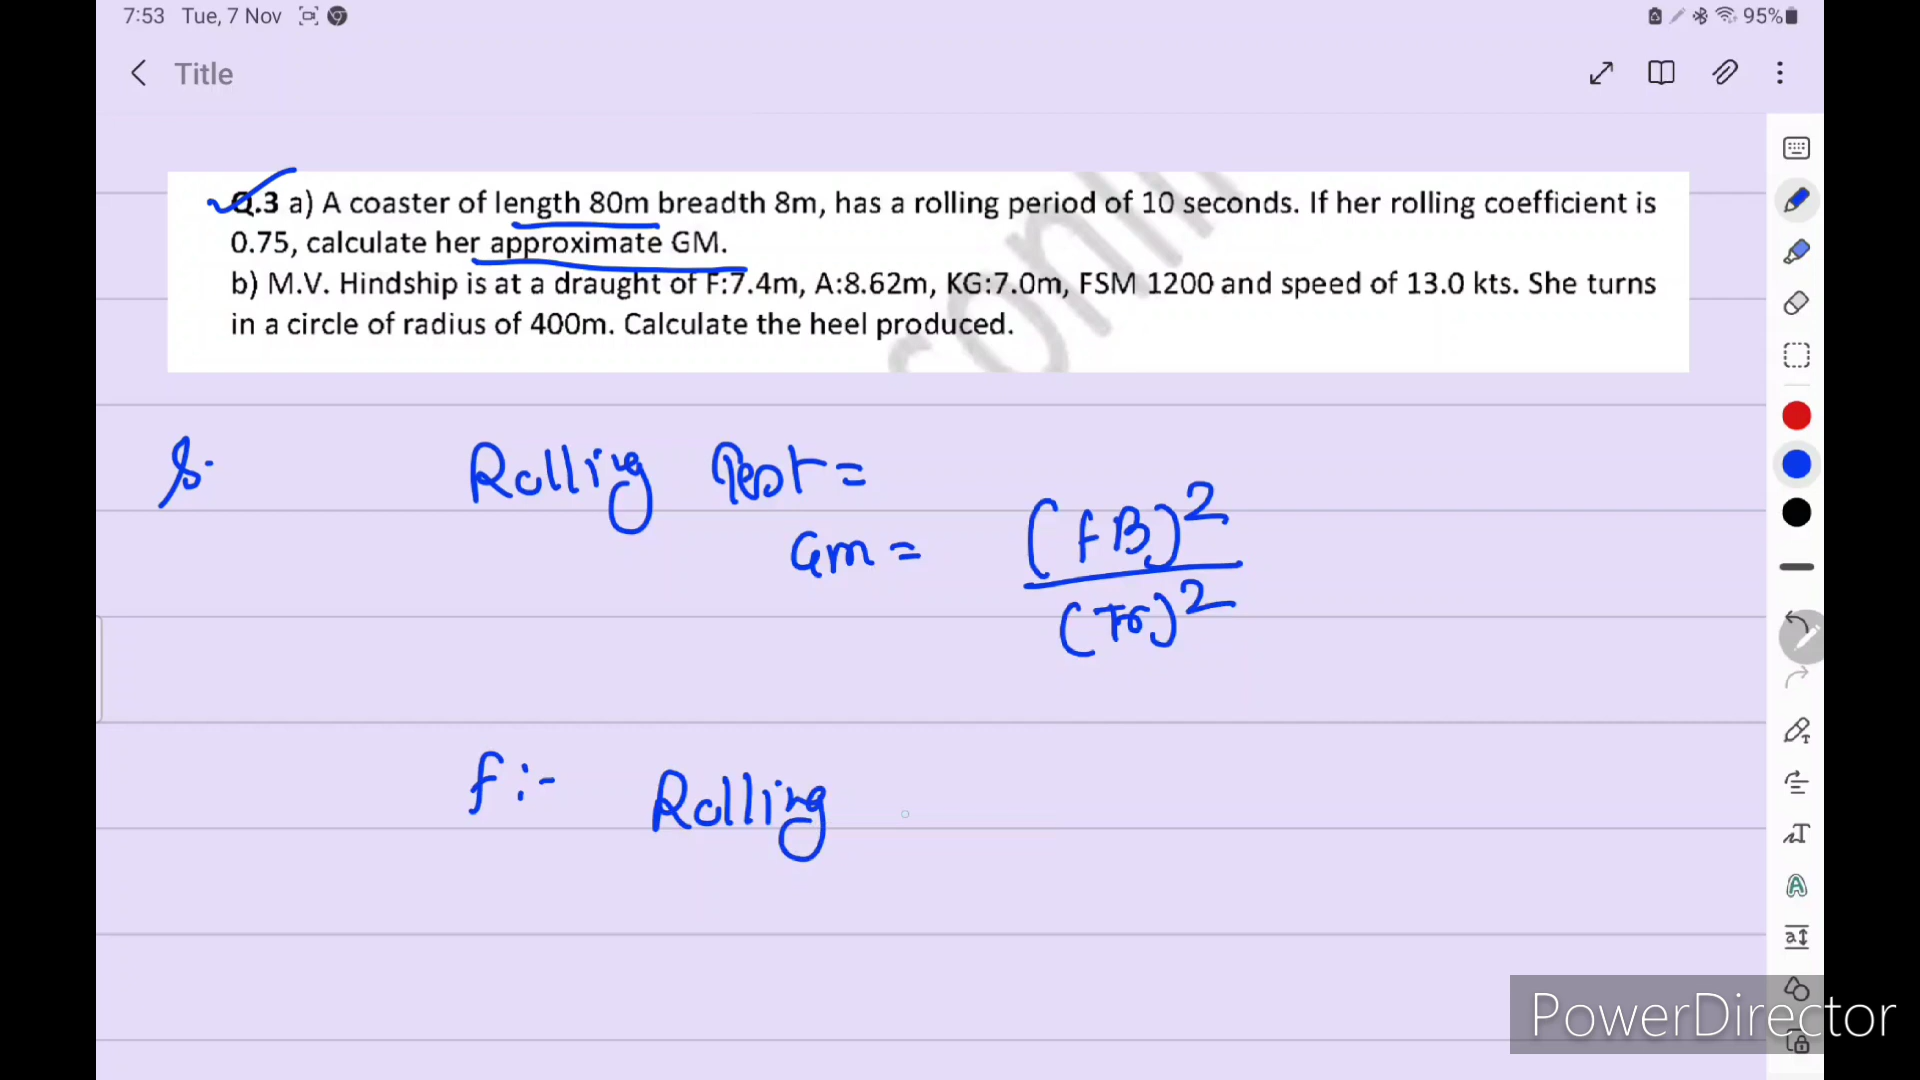 7:53 Tue, 7 Nov 95%
Title
Q.3 a) A coaster of length 80m breadth 8m, has a rolling period of 10 seconds. If her rolling coefficient is
0.75, calculate her approximate GM.
b) M.V. Hindship is at a draught of F:7.4m, A:8.62m, KG:7.0m, FSM 1200 and speed of 13.0 kts. She turns
in a circle of radius of 400m. Calculate the heel produced.
Rolling Test =
GM = (fB)²
(Tr)²
f :- Rolling
PowerDirector